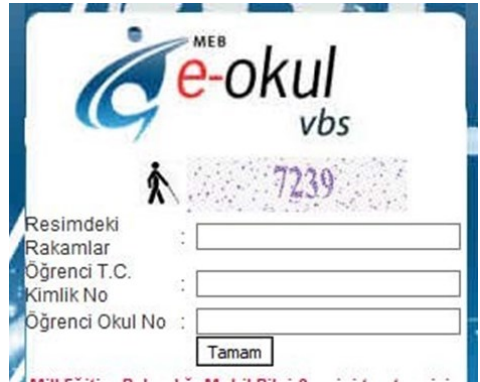 MEB
e-okul
vbs
7239
Resimdeki
Rakamlar :
Öğrenci T.C.
Kimlik No :
Öğrenci Okul No :
Tamam